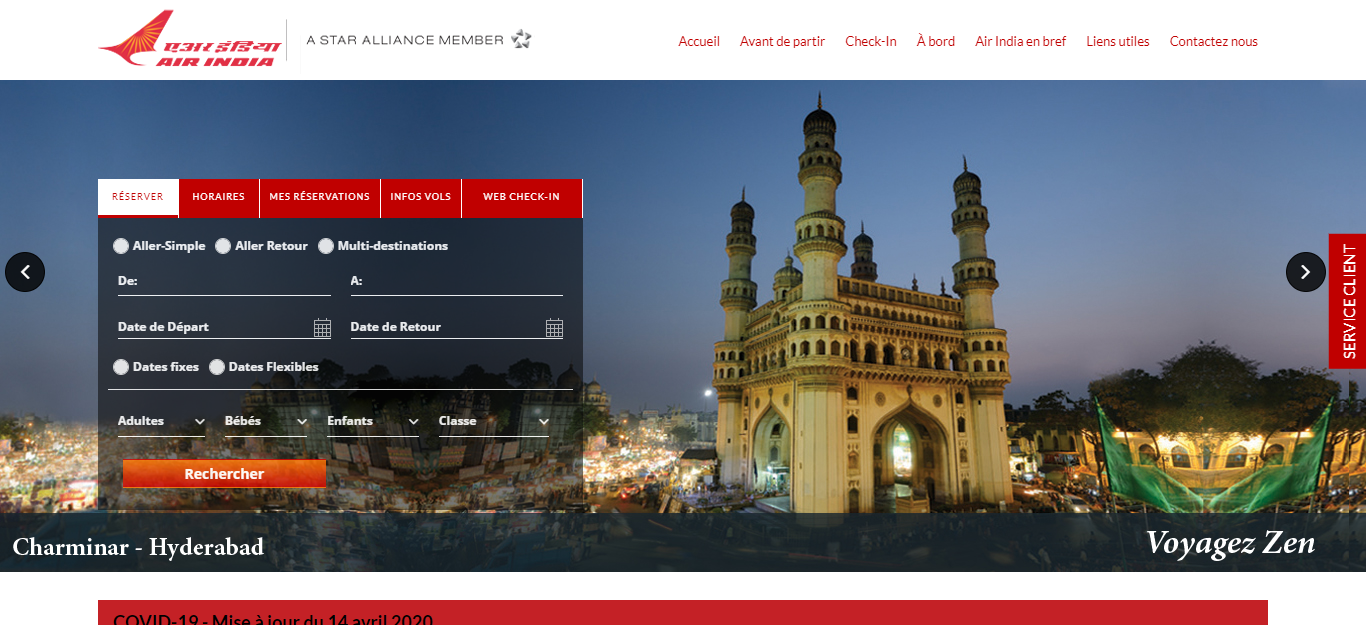 एअर इंडिया
AIR INDIA
A STAR ALLIANCE MEMBER
Accueil Avant de partir Check-In À bord Air India en bref Liens utiles Contactez nous
RÉSERVER HORAIRES MES RÉSERVATIONS INFOS VOLS WEB CHECK-IN
Aller-Simple Aller Retour Multi-destinations
De: A:
Date de Départ Date de Retour
Dates fixes Dates Flexibles
Adultes Bébés Enfants Classe
Rechercher
SERVICE CLIENT
Charminar - Hyderabad
Voyagez Zen
COVID-19 - Mise à jour du 14 avril 2020